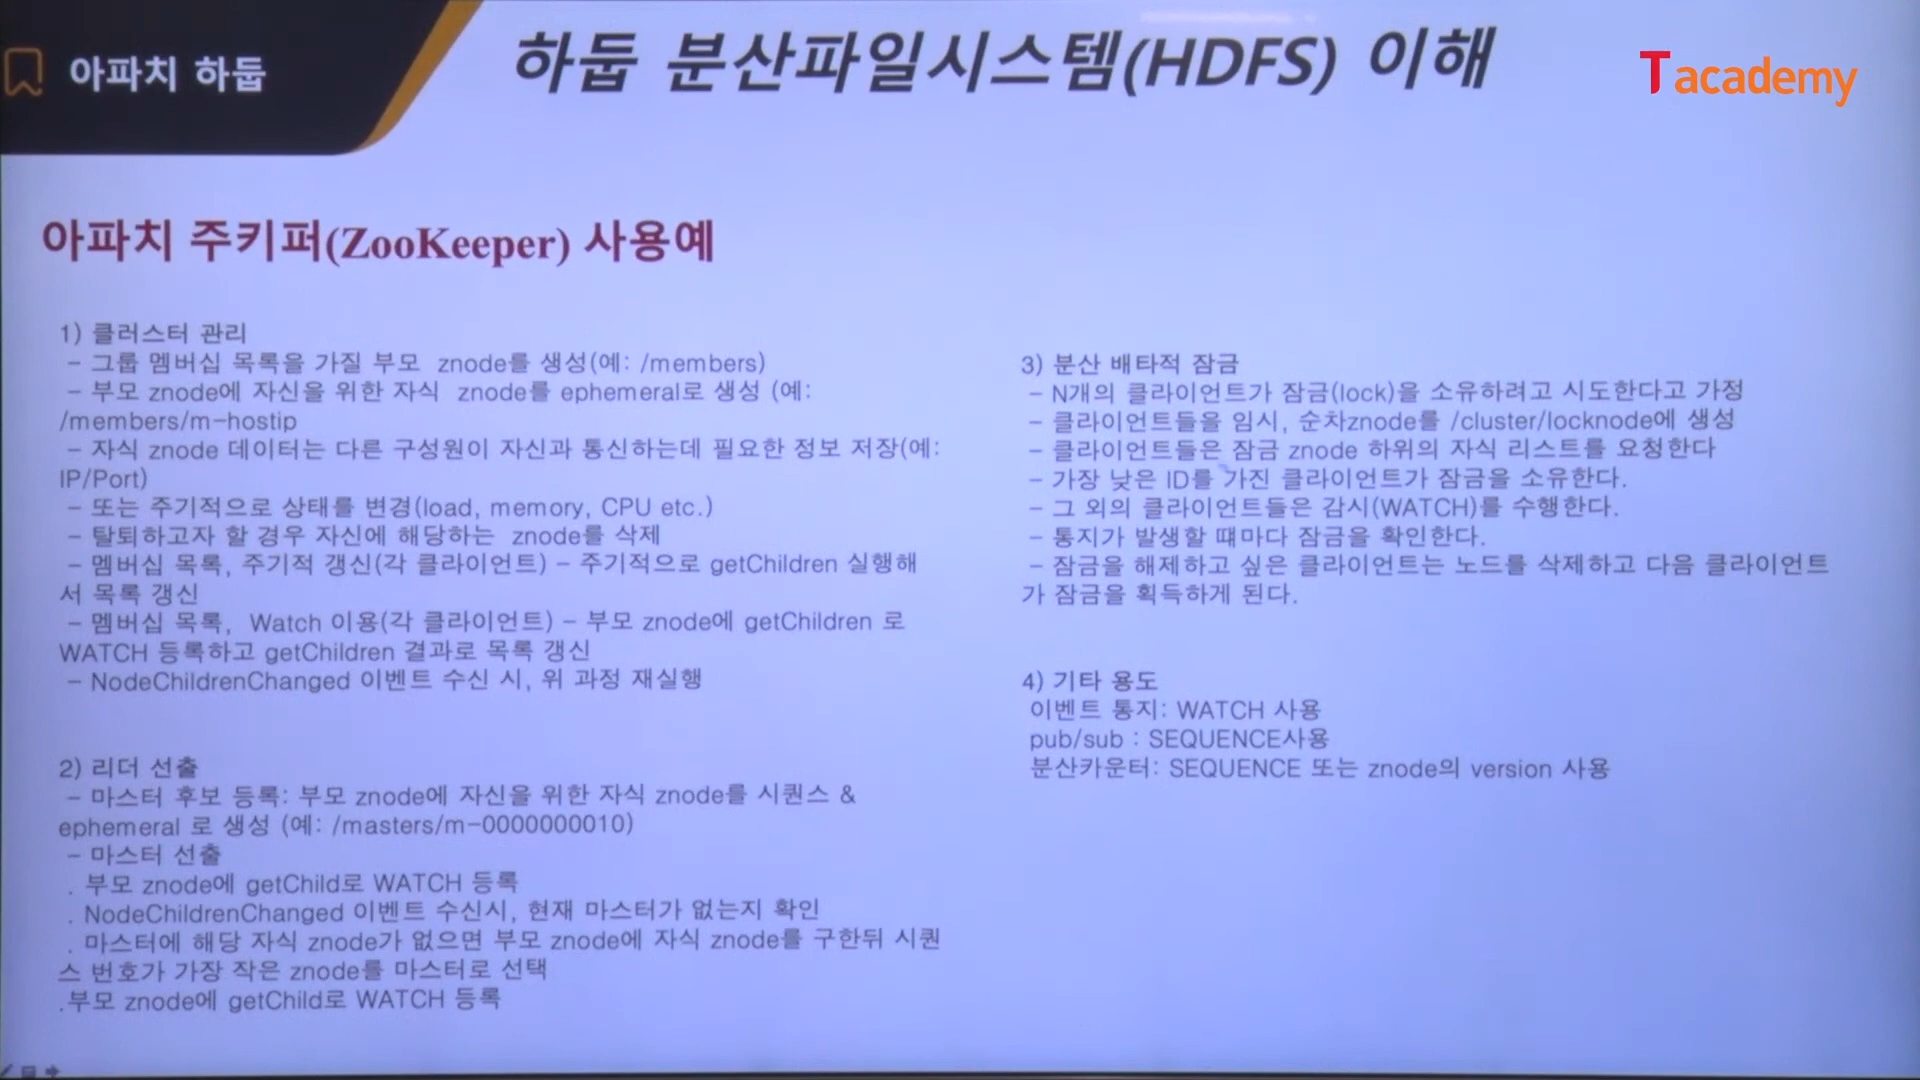 아파치 하둡
하둡 분산파일시스템(HDFS) 이해
Tacademy
아파치 주키퍼(ZooKeeper) 사용예
1) 클러스터 관리
- 그룹 멤버십 목록을 가질 부모 znode를 생성(예: /members)
- 부모 znode에 자신을 위한 자식 znode를 ephemeral로 생성 (예:
/members/m-hostip
- 자식 znode 데이터는 다른 구성원이 자신과 통신하는데 필요한 정보 저장(예:
IP/Port)
- 또는 주기적으로 상태를 변경(load, memory, CPU etc.)
- 탈퇴하고자 할 경우 자신에 해당하는 znode를 삭제
- 멤버십 목록, 주기적 갱신(각 클라이언트) - 주기적으로 getChildren 실행해
서 목록 갱신
- 멤버십 목록, Watch 이용(각 클라이언트) - 부모 znode에 getChildren 로
WATCH 등록하고 getChildren 결과로 목록 갱신
- NodeChildrenChanged 이벤트 수신 시, 위 과정 재실행
2) 리더 선출
- 마스터 후보 등록: 부모 znode에 자신을 위한 자식 znode를 시퀀스 &
ephemeral 로 생성 (예: /masters/m-0000000010)
- 마스터 선출
. 부모 znode에 getChild로 WATCH 등록
. NodeChildrenChanged 이벤트 수신시, 현재 마스터가 없는지 확인
. 마스터에 해당 자식 znode가 없으면 부모 znode에 자식 znode를 구한뒤 시퀀
스 번호가 가장 작은 znode를 마스터로 선택
.부모 znode에 getChild로 WATCH 등록
3) 분산 배타적 잠금
- N개의 클라이언트가 잠금(lock)을 소유하려고 시도한다고 가정
- 클라이언트들을 임시, 순차znode를 /cluster/locknode에 생성
- 클라이언트들은 잠금 znode 하위의 자식 리스트를 요청한다
- 가장 낮은 ID를 가진 클라이언트가 잠금을 소유한다.
- 그 외의 클라이언트들은 감시(WATCH)를 수행한다.
- 통지가 발생할 떄마다 잠금을 확인한다.
- 잠금을 해제하고 싶은 클라이언트는 노드를 삭제하고 다음 클라이언트
가 잠금을 획득하게 된다.
4) 기타 용도
이벤트 통지: WATCH 사용
pub/sub : SEQUENCE사용
분산카운터: SEQUENCE 또는 znode의 version 사용